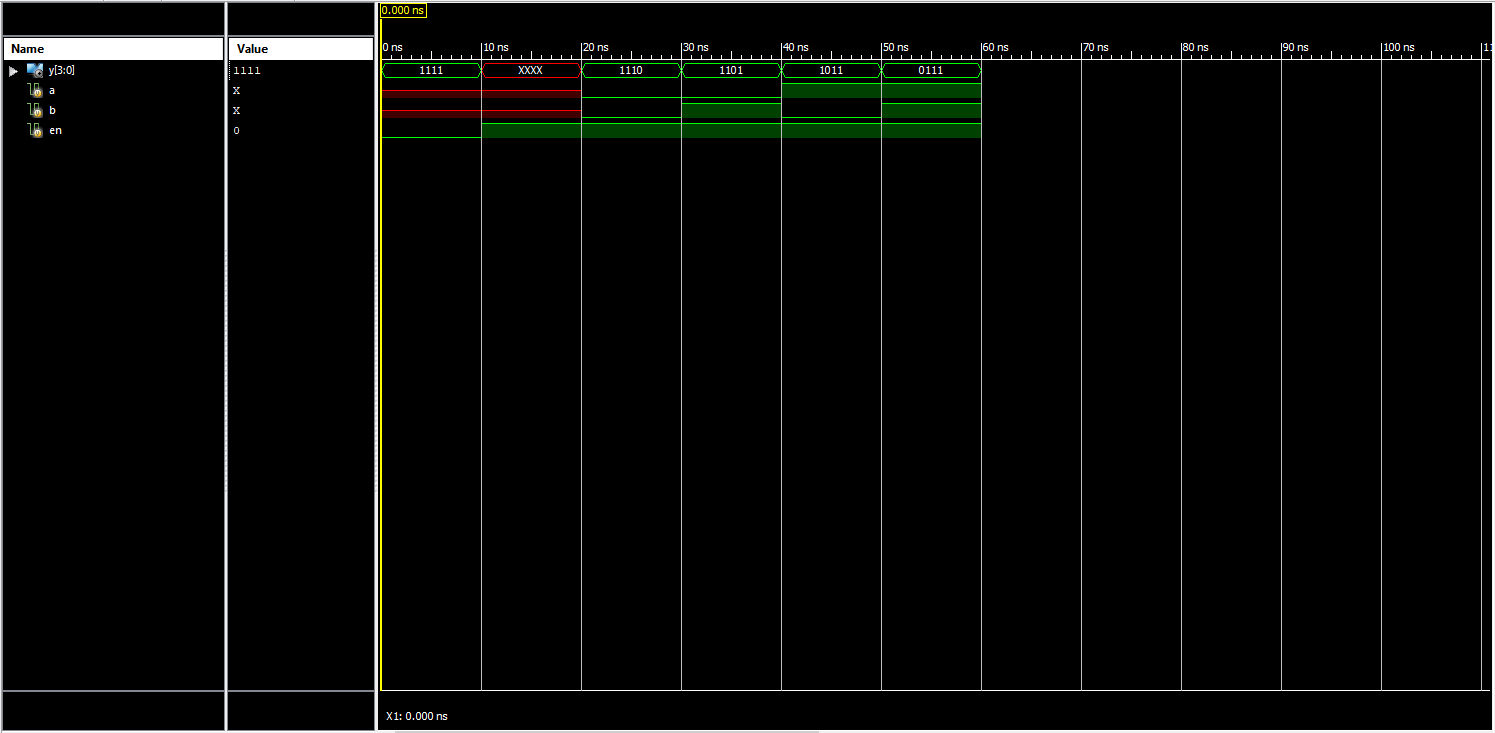 0.000 ns
Name Value 0 ns 10 ns 20 ns 30 ns 40 ns 50 ns 60 ns 70 ns 80 ns 90 ns 100 ns
y[3:0] 1111 1111 XXXX 1110 1101 1011 0111
a X
b X
en 0
X1: 0.000 ns